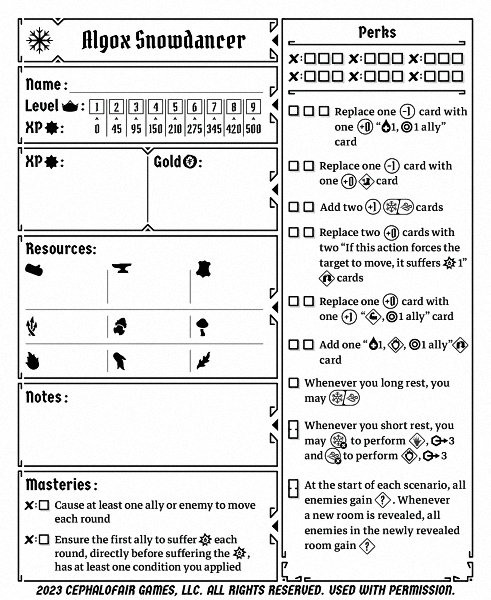 Algox Snowdancer
Name:
Level :
1 2 3 4 5 6 7 8 9
XP :
0 45 95 150 210 275 345 420 500
XP :
Gold :
Resources:
Notes:
Masteries:
✗: Cause at least one ally or enemy to move
each round
✗: Ensure the first ally to suffer each
round, directly before suffering the ,
has at least one condition you applied
Perks
✗: ✗: ✗:
✗: ✗: ✗:
Replace one -1 card with
one +0 “ 1, 1 ally”
card
Replace one -1 card with
one +0 card
Add two +1 cards
Replace two +0 cards with
two “If this action forces the
target to move, it suffers 1”
cards
Replace one +0 card with
one +1 “ , 1 ally” card
Add one “ 1, , 1 ally”
card
Whenever you long rest, you
may
Whenever you short rest, you
may to perform , 3
and to perform , 3
At the start of each scenario, all
enemies gain ? . Whenever
a new room is revealed, all
enemies in the newly revealed
room gain ?
2023 CEPHALOFAIR GAMES, LLC. ALL RIGHTS RESERVED. USED WITH PERMISSION.